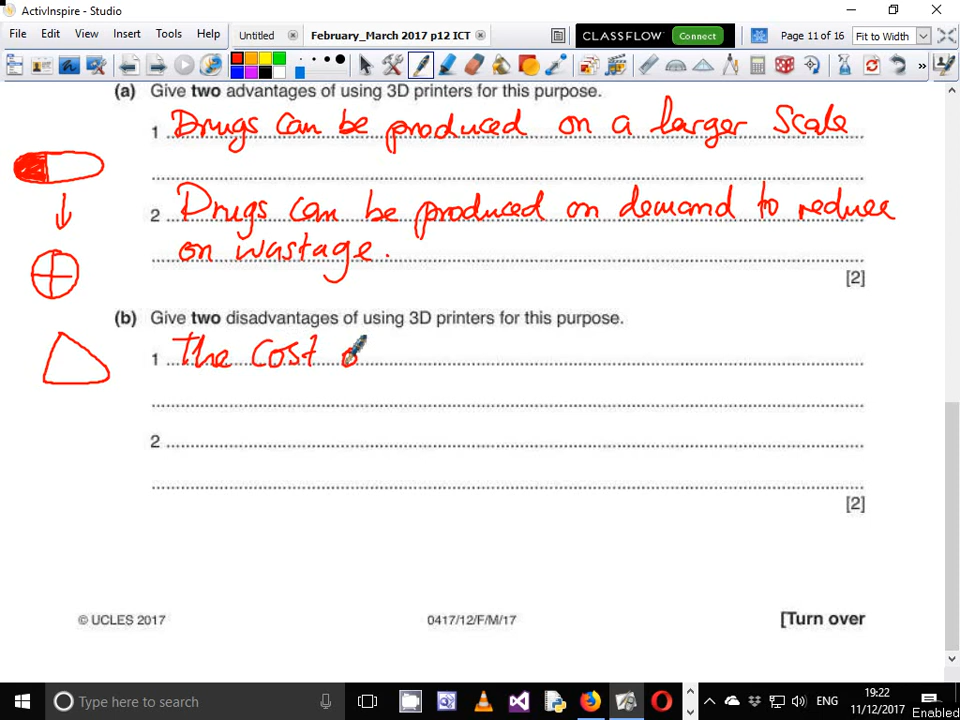 ActivInspire - Studio
File Edit View Insert Tools Help Untitled February_March 2017 p12 ICT CLASSFLOW Connect Page 11 of 16 Fit to Width
(a) Give two advantages of using 3D printers for this purpose.
1 Drugs can be produced on a larger Scale
2 Drugs can be produced on demand to reduce
on wastage.
[2]
(b) Give two disadvantages of using 3D printers for this purpose.
1 The Cost o
2
[2]
© UCLES 2017 0417/12/F/M/17 [Turn over
Type here to search ENG 19:22
11/12/2017
Enabled